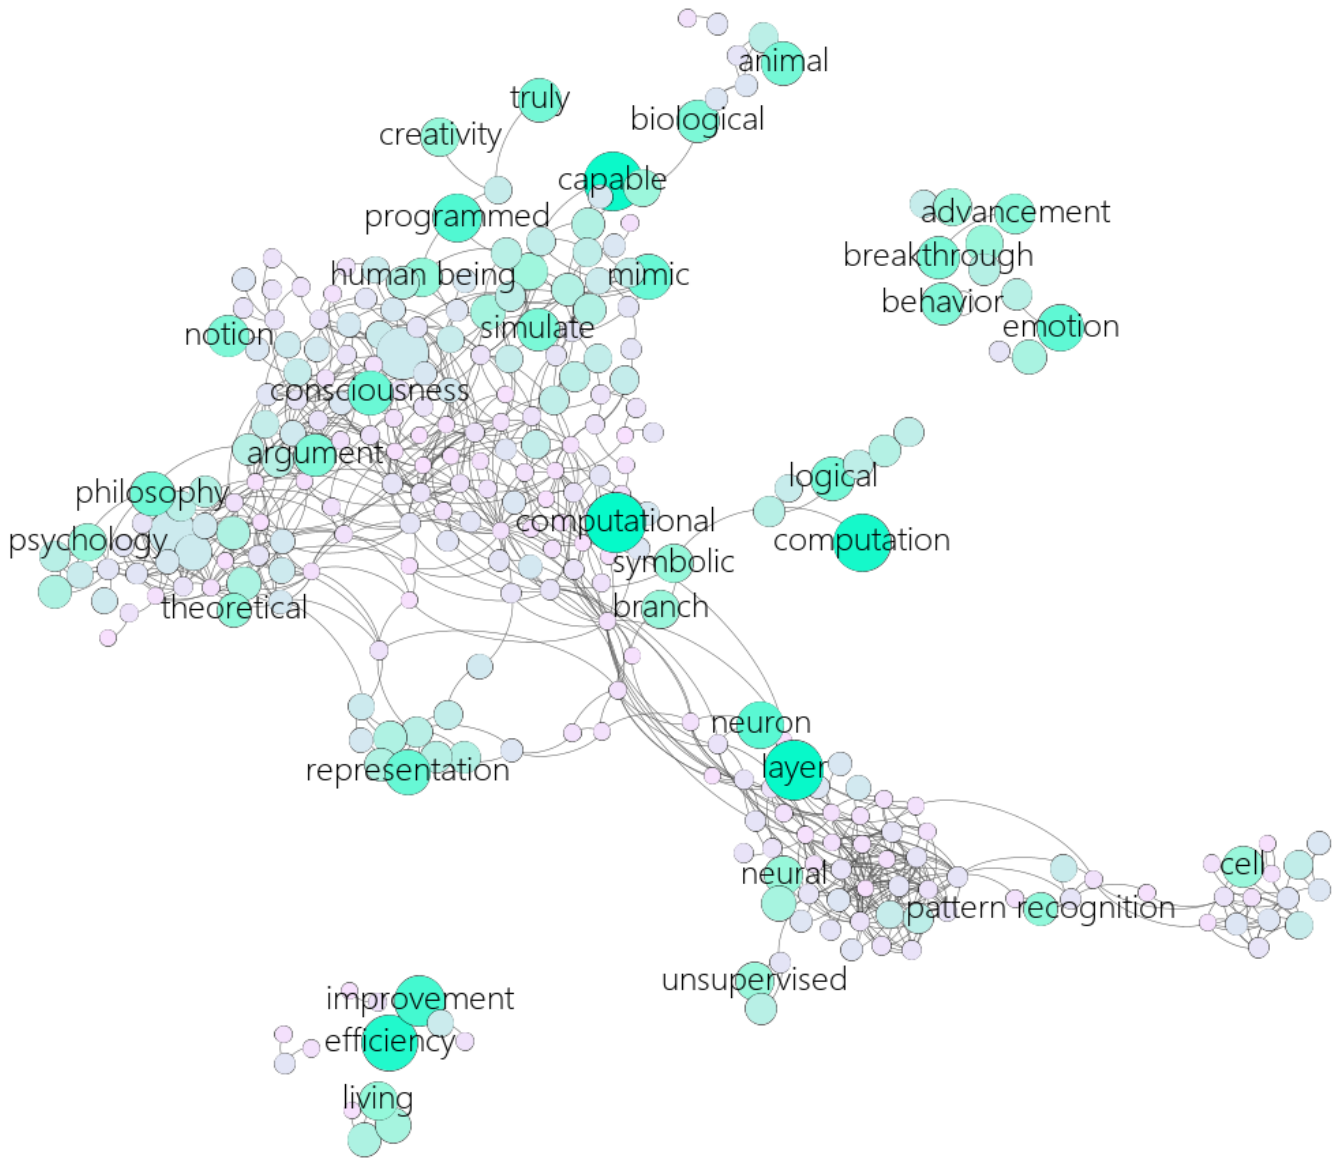 animal
truly
biological
creativity
capable
programmed
advancement
breakthrough
human being
mimic
behavior
simulate
emotion
notion
consciousness
argument
logical
philosophy
computational
psychology
computation
symbolic
theoretical
branch
neuron
layer
representation
cell
neural
pattern recognition
unsupervised
improvement
efficiency
living